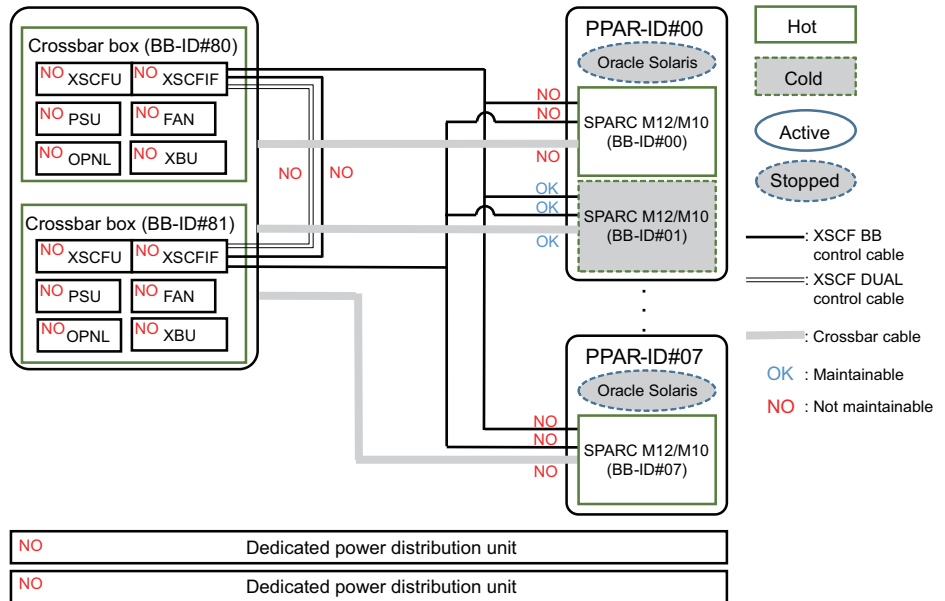 Crossbar box (BB-ID#80)
NO XSCFU
NO XSCFIF
NO PSU
NO FAN
NO OPNL
NO XBU
Crossbar box (BB-ID#81)
NO XSCFU
NO XSCFIF
NO PSU
NO FAN
NO OPNL
NO XBU
NO
NO
PPAR-ID#00
Oracle Solaris
NO
NO
NO
SPARC M12/M10
(BB-ID#00)
OK
OK
OK
SPARC M12/M10
(BB-ID#01)
.
.
.
PPAR-ID#07
Oracle Solaris
NO
NO
NO
SPARC M12/M10
(BB-ID#07)
Hot
Cold
Active
Stopped
: XSCF BB
control cable
: XSCF DUAL
control cable
: Crossbar cable
OK : Maintainable
NO : Not maintainable
NO Dedicated power distribution unit
NO Dedicated power distribution unit